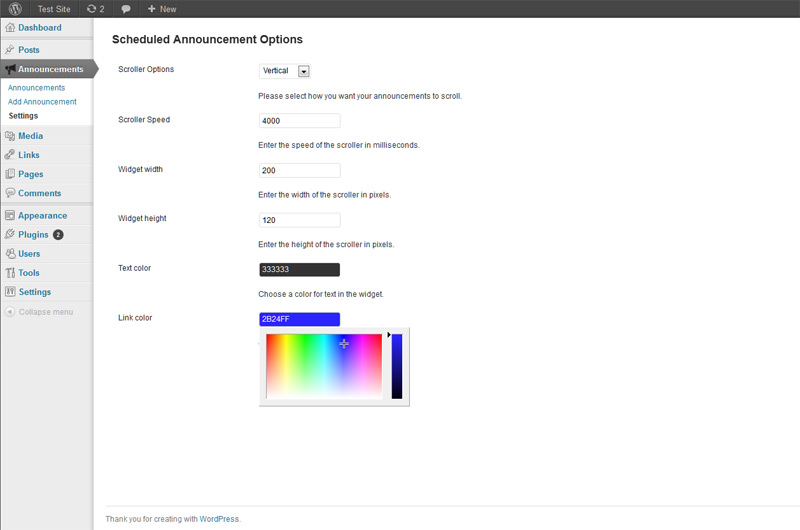 Test Site 2 + New
Dashboard
Posts
Announcements
Announcements
Add Announcement
Settings
Media
Links
Pages
Comments
Appearance
Plugins 2
Users
Tools
Settings
Collapse menu
Scheduled Announcement Options
Scroller Options Vertical
Please select how you want your announcements to scroll.
Scroller Speed 4000
Enter the speed of the scroller in milliseconds.
Widget width 200
Enter the width of the scroller in pixels.
Widget height 120
Enter the height of the scroller in pixels.
Text color 333333
Choose a color for text in the widget.
Link color 2B24FF
Thank you for creating with WordPress.